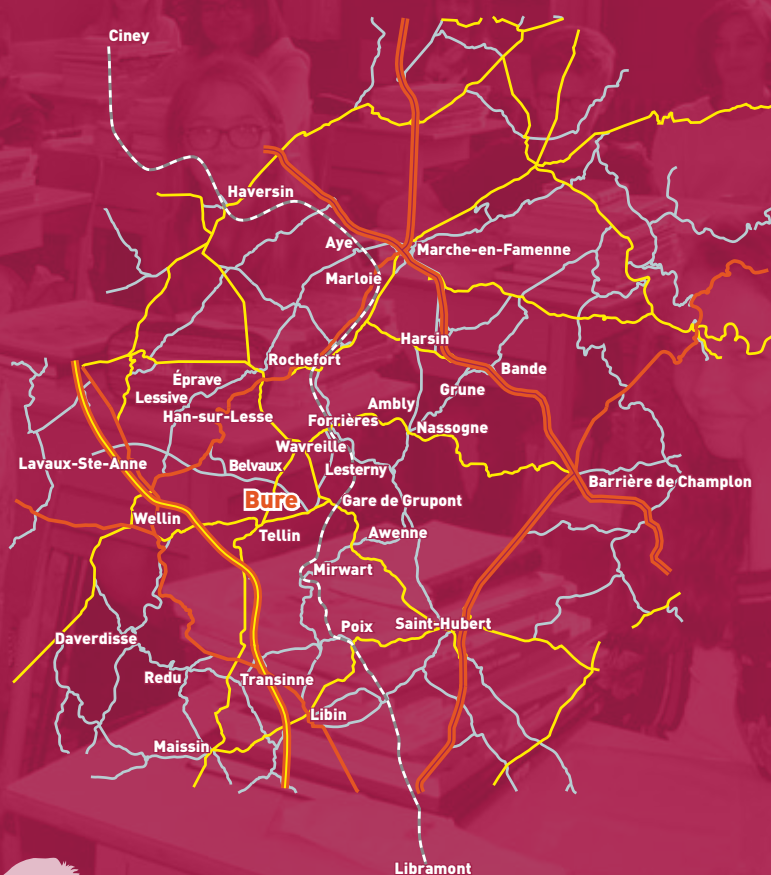 Ciney
Haversin
Aye
Marche-en-Famenne
Marloie
Harsin
Rochefort
Bande
Éprave
Grune
Lessive
Ambly
Han-sur-Lesse
Forrières
Nassogne
Wavreille
Lavaux-Ste-Anne
Belvaux
Lesterny
Barrière de Champlon
Bure
Gare de Grupont
Wellin
Tellin
Awenne
Mirwart
Poix
Saint-Hubert
Daverdisse
Redu
Transinne
Libin
Maissin
Libramont